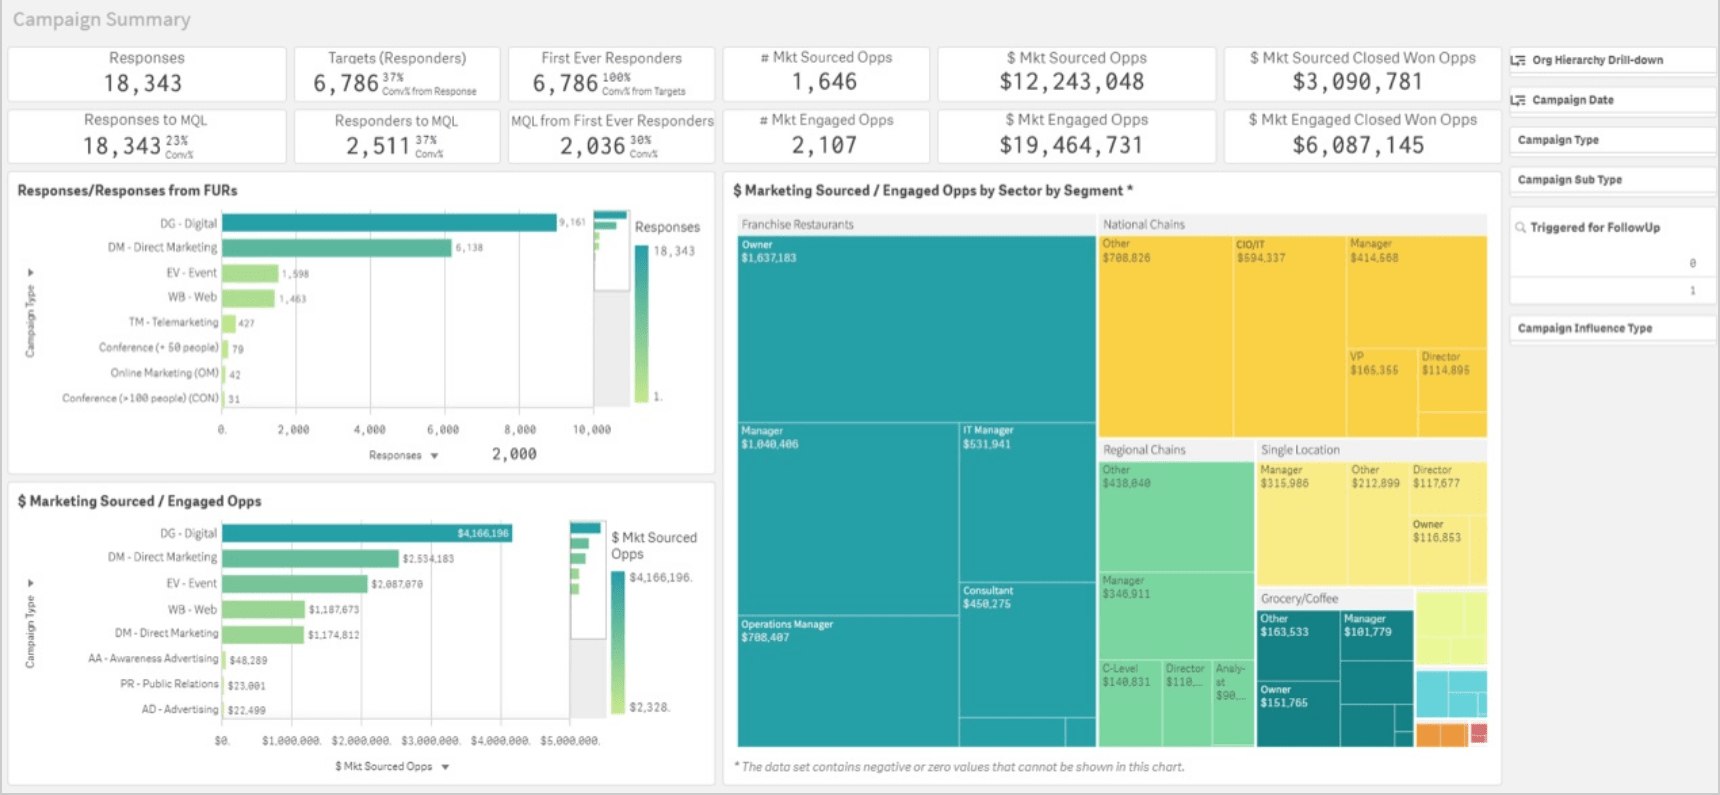 Campaign Summary
Responses
18,343
Targets (Responders)
6,786 37% Conv% from Response
First Ever Responders
6,786 100% Conv% from Targets
# Mkt Sourced Opps
1,646
$ Mkt Sourced Opps
$12,243,048
$ Mkt Sourced Closed Won Opps
$3,090,781
Responses to MQL
18,343 23% Conv%
Responders to MQL
2,511 37% Conv%
MQL from First Ever Responders
2,036 30% Conv%
# Mkt Engaged Opps
2,107
$ Mkt Engaged Opps
$19,464,731
$ Mkt Engaged Closed Won Opps
$6,087,145
Org Hierarchy Drill-down
Campaign Date
Campaign Type
Campaign Sub Type
Triggered for FollowUp
0
1
Campaign Influence Type
Responses/Responses from FURs
Campaign Type
DG - Digital 9,161
DM - Direct Marketing 6,138
EV - Event 1,598
WB - Web 1,463
TM - Telemarketing 427
Conference (+ 50 people) 79
Online Marketing (OM) 42
Conference (>100 people) (CON) 31
0. 2,000 4,000 6,000 8,000 10,000
Responses 2,000
Responses
18,343
1.
$ Marketing Sourced / Engaged Opps
Campaign Type
DG - Digital $4,166,196
DM - Direct Marketing $2,534,183
EV - Event $2,087,070
WB - Web $1,187,673
DM - Direct Marketing $1,174,812
AA - Awareness Advertising $48,289
PR - Public Relations $23,001
AD - Advertising $22,499
$0. $1,000,000. $2,000,000. $3,000,000. $4,000,000. $5,000,000.
$ Mkt Sourced Opps
$ Mkt Sourced
Opps
$4,166,196.
$2,328.
$ Marketing Sourced / Engaged Opps by Sector by Segment *
Franchise Restaurants
Owner
$1,637,183
Manager
$1,040,406
IT Manager
$531,941
Consultant
$450,275
Operations Manager
$708,407
National Chains
Other
$708,826
CIO/IT
$594,337
Manager
$414,568
VP
$165,355
Director
$114,895
Regional Chains
Other
$438,040
Manager
$346,911
C-Level
$140,831
Director
$110,...
Analy-
st
$90,...
Single Location
Manager
$315,986
Other
$212,899
Director
$117,677
Owner
$116,853
Grocery/Coffee
Other
$163,533
Manager
$101,779
Owner
$151,765
* The data set contains negative or zero values that cannot be shown in this chart.